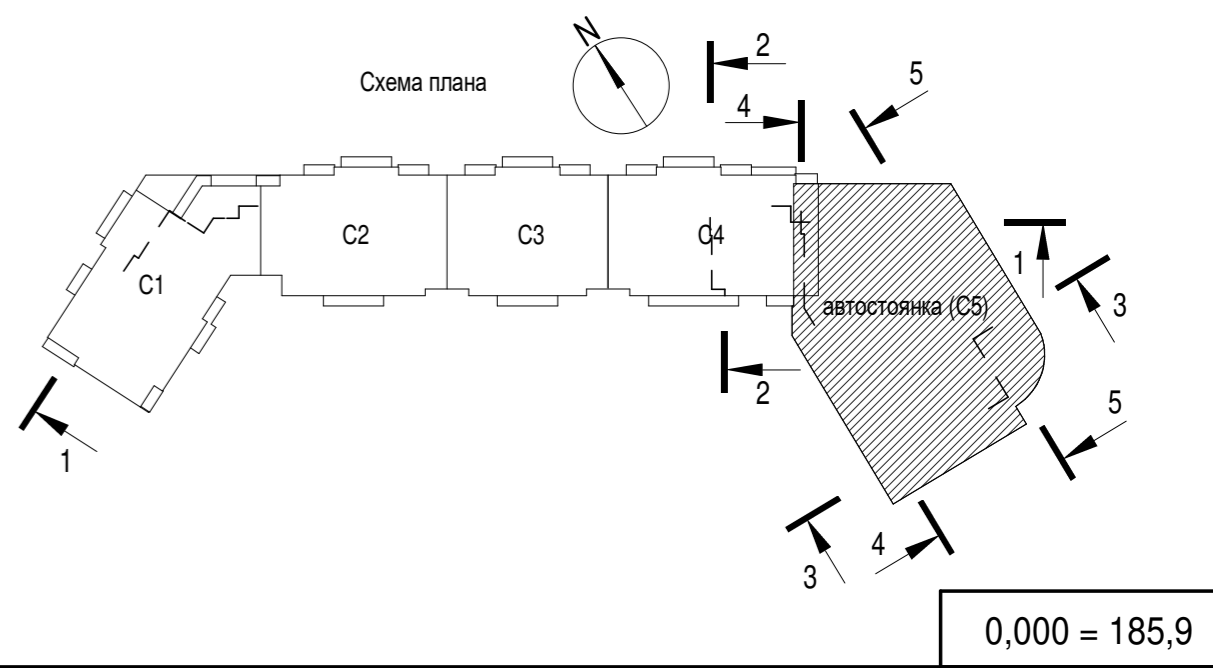 N
2
Схема плана
5
4
С2
С3
С4
1
С1
3
автостоянка (С5)
2
5
1
4
3
0,000 = 185,9